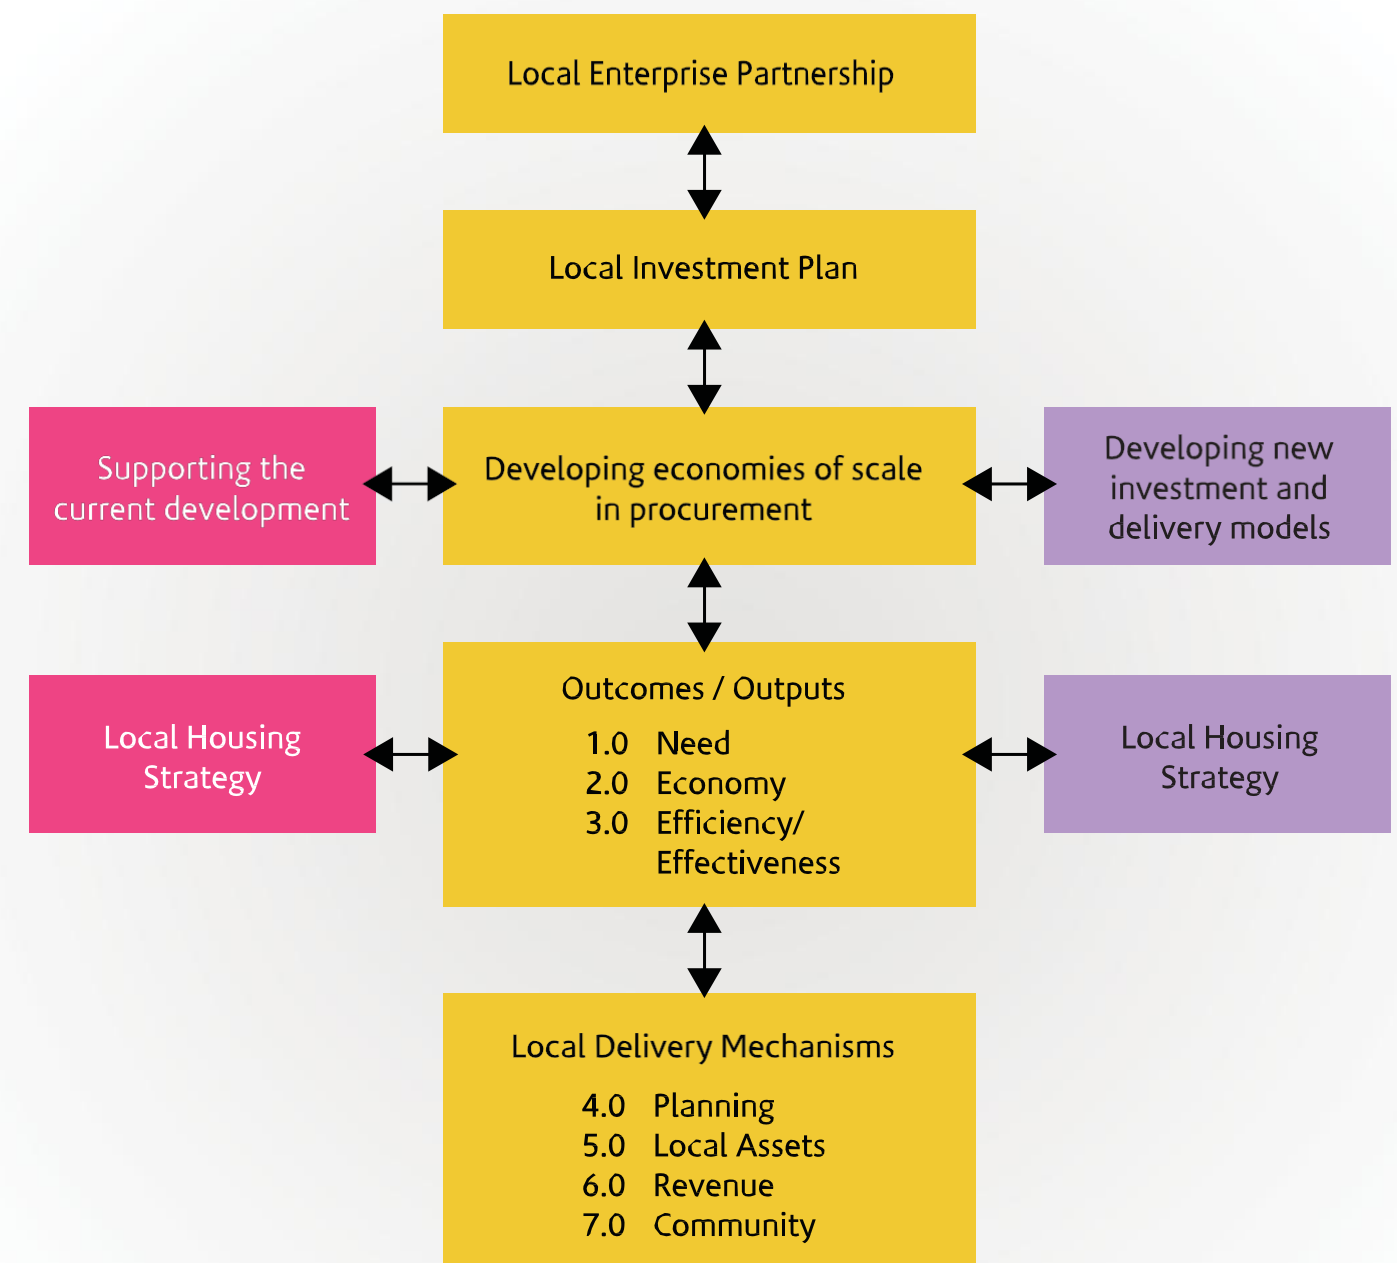 Local Enterprise Partnership
Local Investment Plan
Supporting the
current development
Developing economies of scale
in procurement
Developing new
investment and
delivery models
Local Housing
Strategy
Outcomes / Outputs
1.0 Need
2.0 Economy
3.0 Efficiency/
Effectiveness
Local Housing
Strategy
Local Delivery Mechanisms
4.0 Planning
5.0 Local Assets
6.0 Revenue
7.0 Community